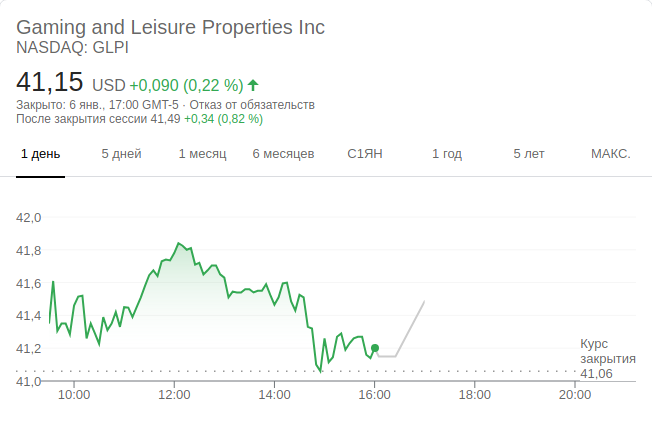 Gaming and Leisure Properties Inc
NASDAQ: GLPI
41,15 USD +0,090 (0,22 %)
Закрыто: 6 янв., 17:00 GMT-5 · Отказ от обязательств
После закрытия сессии 41,49 +0,34 (0,82 %)
1 день 5 дней 1 месяц 6 месяцев С1ЯН 1 год 5 лет МАКС.
42,0
41,8
41,6
41,4
41,2
41,0
Курс
закрытия
41,06
10:00 12:00 14:00 16:00 18:00 20:00